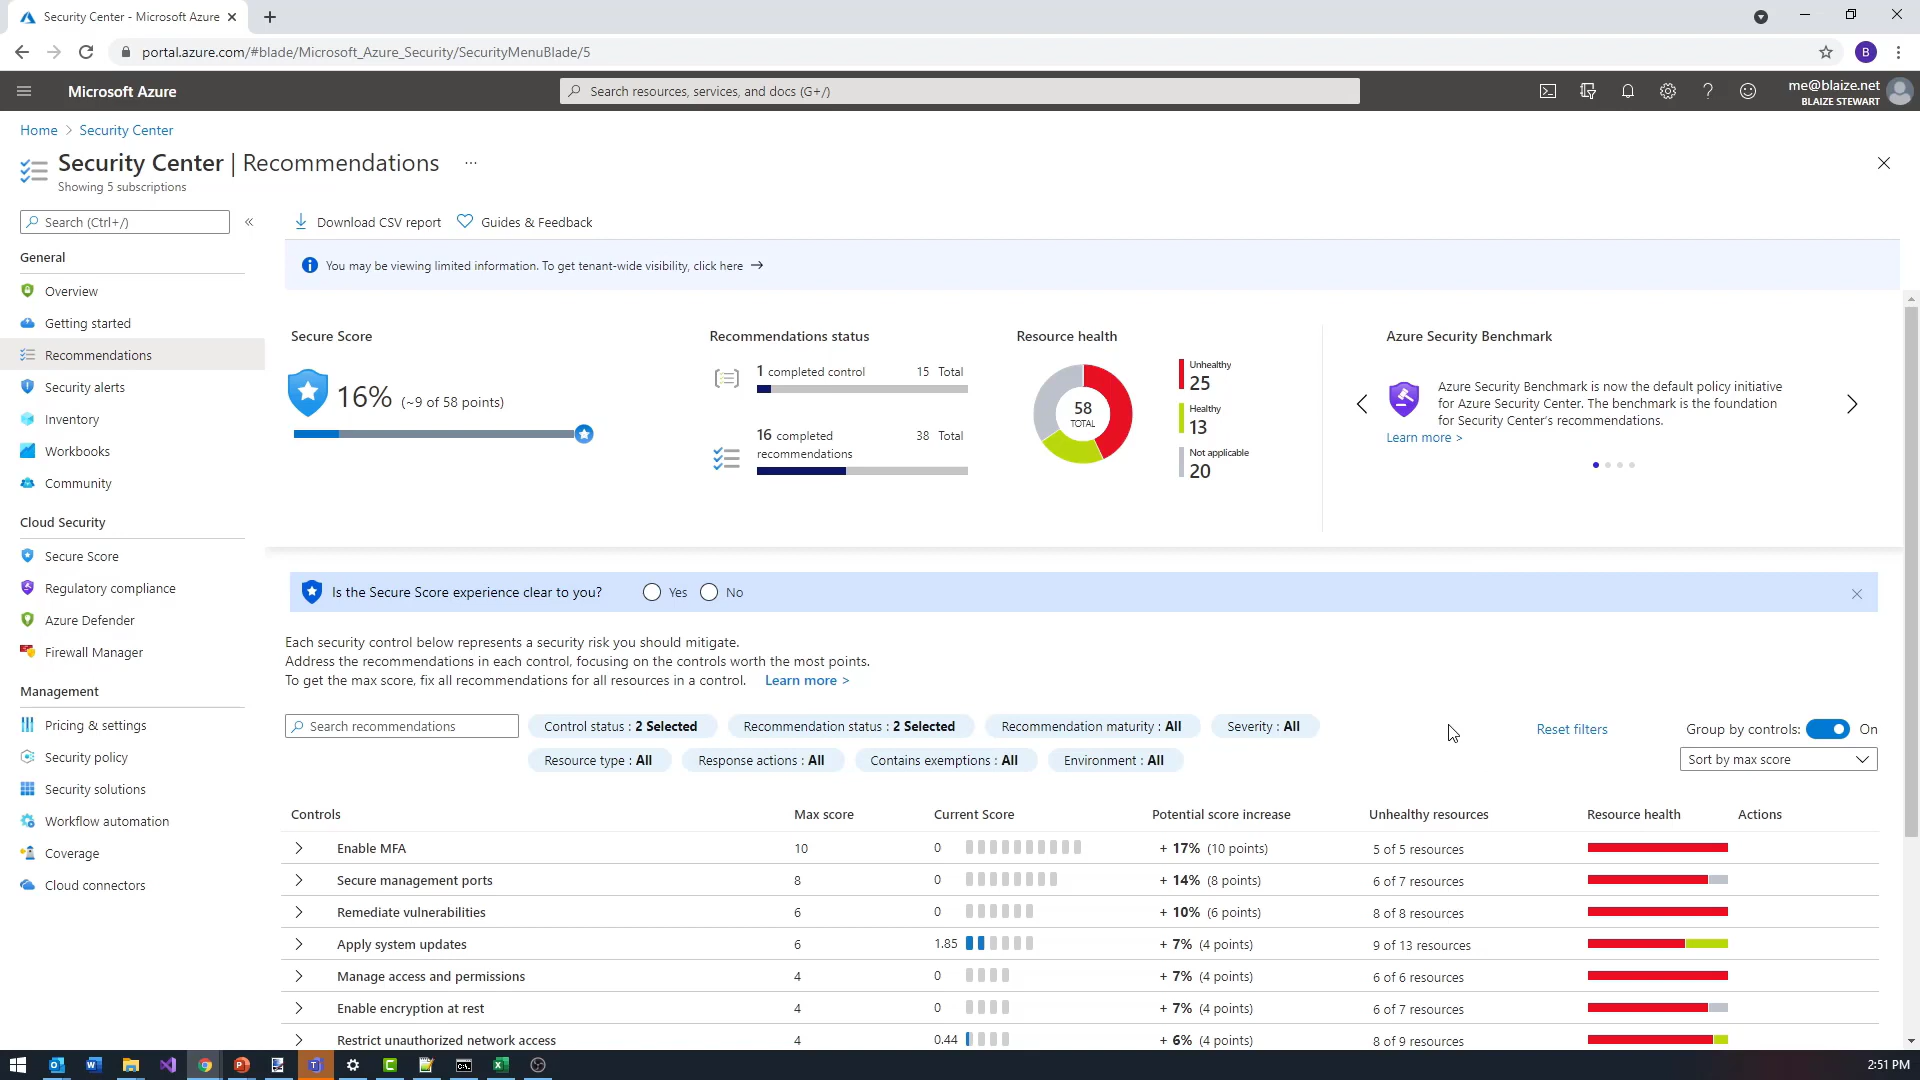 Security Center - Microsoft Azure
portal.azure.com/#blade/Microsoft_Azure_Security/SecurityMenuBlade/5
B
Microsoft Azure
Search resources, services, and docs (G+/)
me@blaize.net
BLAIZE STEWART
Home > Security Center
Security Center | Recommendations ...
Showing 5 subscriptions
Search (Ctrl+/)
«
General
Overview
Getting started
Recommendations
Security alerts
Inventory
Workbooks
Community
Cloud Security
Secure Score
Regulatory compliance
Azure Defender
Firewall Manager
Management
Pricing & settings
Security policy
Security solutions
Workflow automation
Coverage
Cloud connectors
Download CSV report
Guides & Feedback
You may be viewing limited information. To get tenant-wide visibility, click here →
Secure Score
16% (~9 of 58 points)
Recommendations status
1 completed control 15 Total
16 completed recommendations 38 Total
Resource health
58
TOTAL
Unhealthy
25
Healthy
13
Not applicable
20
Azure Security Benchmark
Azure Security Benchmark is now the default policy initiative
for Azure Security Center. The benchmark is the foundation
for Security Center's recommendations.
Learn more >
Is the Secure Score experience clear to you? Yes No
Each security control below represents a security risk you should mitigate.
Address the recommendations in each control, focusing on the controls worth the most points.
To get the max score, fix all recommendations for all resources in a control. Learn more >
Search recommendations
Control status : 2 Selected
Recommendation status : 2 Selected
Recommendation maturity : All
Severity : All
Resource type : All
Response actions : All
Contains exemptions : All
Environment : All
Reset filters
Group by controls: On
Sort by max score
Controls Max score Current Score Potential score increase Unhealthy resources Resource health Actions
Enable MFA 10 0 + 17% (10 points) 5 of 5 resources
Secure management ports 8 0 + 14% (8 points) 6 of 7 resources
Remediate vulnerabilities 6 0 + 10% (6 points) 8 of 8 resources
Apply system updates 6 1.85 + 7% (4 points) 9 of 13 resources
Manage access and permissions 4 0 + 7% (4 points) 6 of 6 resources
Enable encryption at rest 4 0 + 7% (4 points) 6 of 7 resources
Restrict unauthorized network access 4 0.44 + 6% (4 points) 8 of 9 resources
2:51 PM